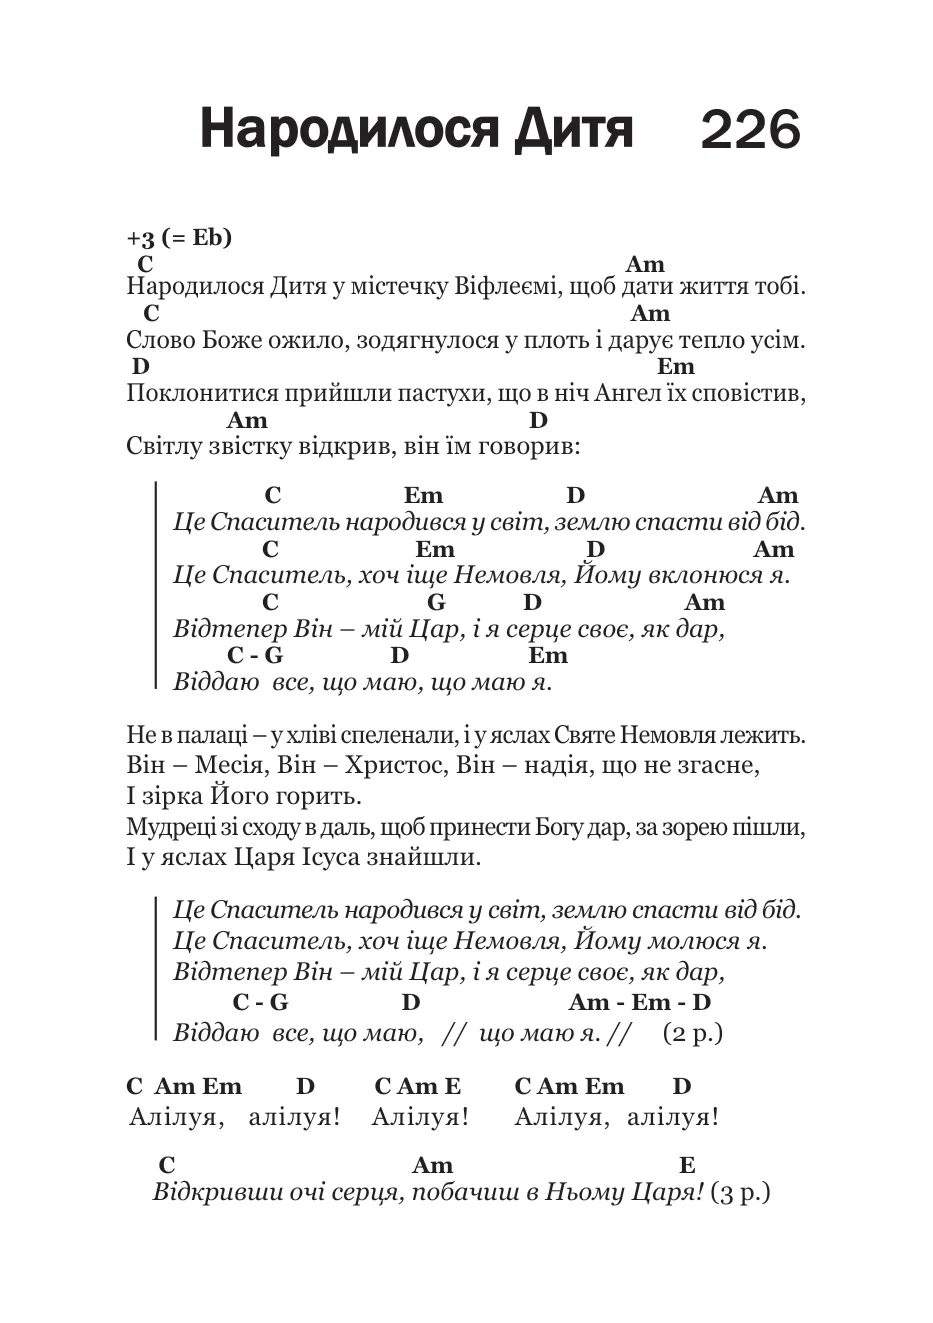 Народилося Дитя 226
+3 (= Eb)
C Am
Народилося Дитя у містечку Віфлеємі, щоб дати життя тобі.
C Am
Слово Боже ожило, зодягнулося у плоть і дарує тепло усім.
D Em
Поклонитися прийшли пастухи, що в ніч Ангел їх сповістив,
Am D
Світлу звістку відкрив, він їм говорив:
C Em D Am
Це Спаситель народився у світ, землю спасти від бід.
C Em D Am
Це Спаситель, хоч іще Немовля, Йому вклонюся я.
C G D Am
Відтепер Він – мій Цар, і я серце своє, як дар,
C - G D Em
Віддаю все, що маю, що маю я.
Не в палаці – у хліві спеленали, і у яслах Святе Немовля лежить.
Він – Месія, Він – Христос, Він – надія, що не згасне,
І зірка Його горить.
Мудреці зі сходу в даль, щоб принести Богу дар, за зорею пішли,
І у яслах Царя Ісуса знайшли.
Це Спаситель народився у світ, землю спасти від бід.
Це Спаситель, хоч іще Немовля, Йому молюся я.
Відтепер Він – мій Цар, і я серце своє, як дар,
C - G D Am - Em - D
Віддаю все, що маю, // що маю я. // (2 р.)
C Am Em D C Am E C Am Em D
Алілуя, алілуя! Алілуя! Алілуя, алілуя!
C Am E
Відкривши очі серця, побачиш в Ньому Царя! (3 р.)